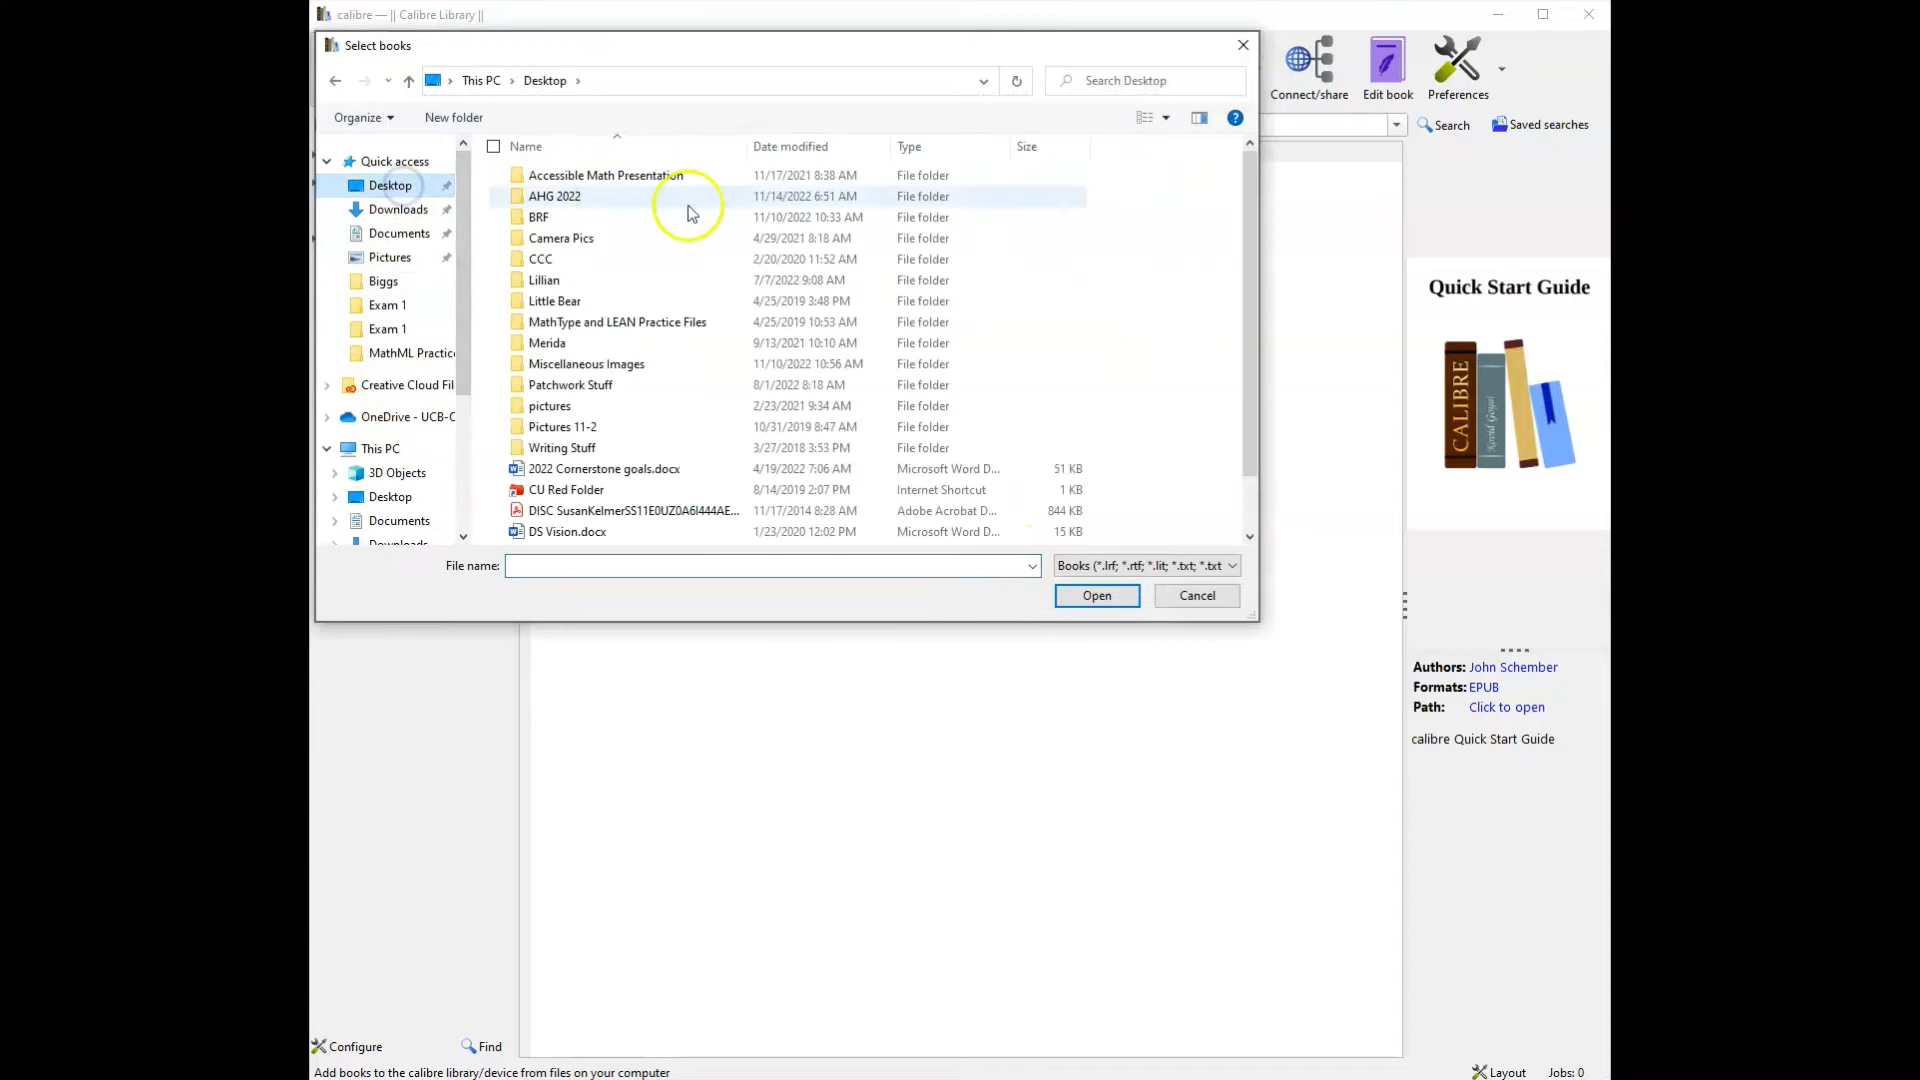 calibre — || Calibre Library ||
Select books
This PC
Desktop
Search Desktop
Connect/share
Edit book
Preferences
Organize
New folder
Search
Saved searches
Name
Date modified
Type
Size
Quick access
Desktop
Downloads
Documents
Pictures
Biggs
Exam 1
Exam 1
MathML Practic
Creative Cloud Fil
OneDrive - UCB-C
This PC
3D Objects
Desktop
Documents
Accessible Math Presentation 11/17/2021 8:38 AM File folder
AHG 2022 11/14/2022 6:51 AM File folder
BRF 11/10/2022 10:33 AM File folder
Camera Pics 4/29/2021 8:18 AM File folder
CCC 2/20/2020 11:52 AM File folder
Lillian 7/7/2022 9:08 AM File folder
Little Bear 4/25/2019 3:48 PM File folder
MathType and LEAN Practice Files 4/25/2019 10:53 AM File folder
Merida 9/13/2021 10:10 AM File folder
Miscellaneous Images 11/10/2022 10:56 AM File folder
Patchwork Stuff 8/1/2022 8:18 AM File folder
pictures 2/23/2021 9:34 AM File folder
Pictures 11-2 10/31/2019 8:47 AM File folder
Writing Stuff 3/27/2018 3:53 PM File folder
2022 Cornerstone goals.docx 4/19/2022 7:06 AM Microsoft Word D... 51 KB
CU Red Folder 8/14/2019 2:07 PM Internet Shortcut 1 KB
DISC 11/17/2014 8:28 AM Adobe Acrobat D... 844 KB
DS Vision.docx 1/23/2020 12:02 PM Microsoft Word D... 15 KB
File name:
Books (*.lrf; *.rtf; *.lit; *.txt; *.txt
Open
Cancel
Quick Start Guide
CALIBRE
Kovid Goyal
Authors: John Schember
Formats: EPUB
Path: Click to open
calibre Quick Start Guide
Configure
Find
Add books to the calibre library/device from files on your computer
Layout
Jobs: 0